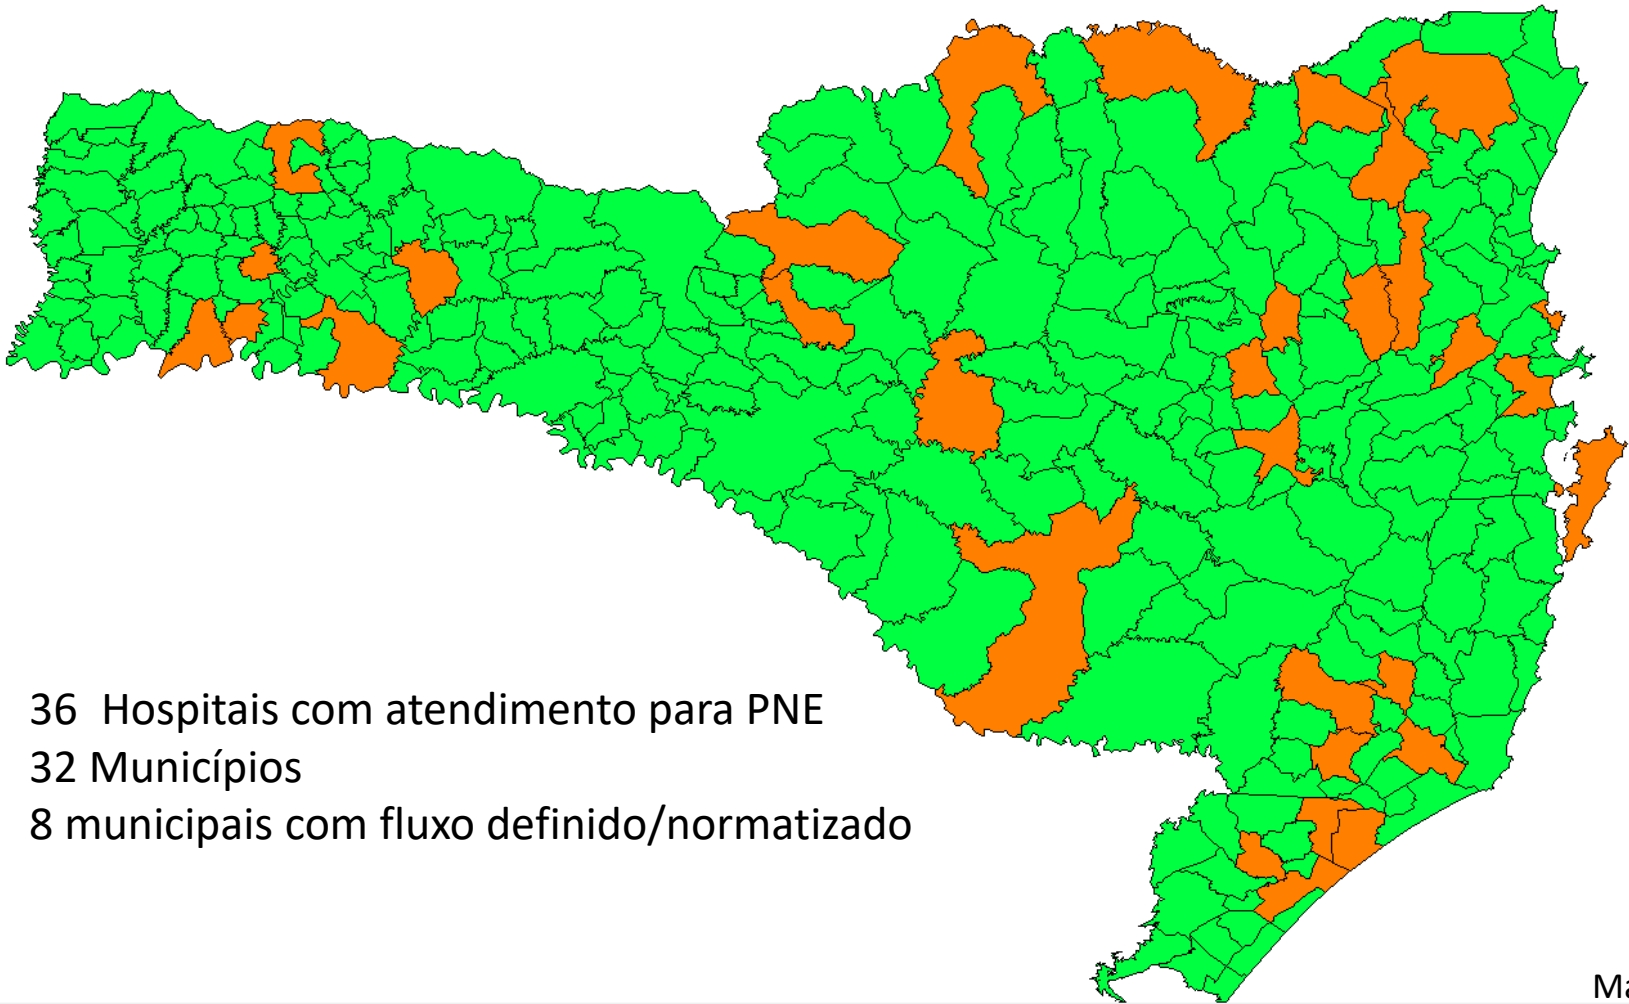 36 Hospitais com atendimento para PNE
32 Municípios
8 municipais com fluxo definido/normatizado